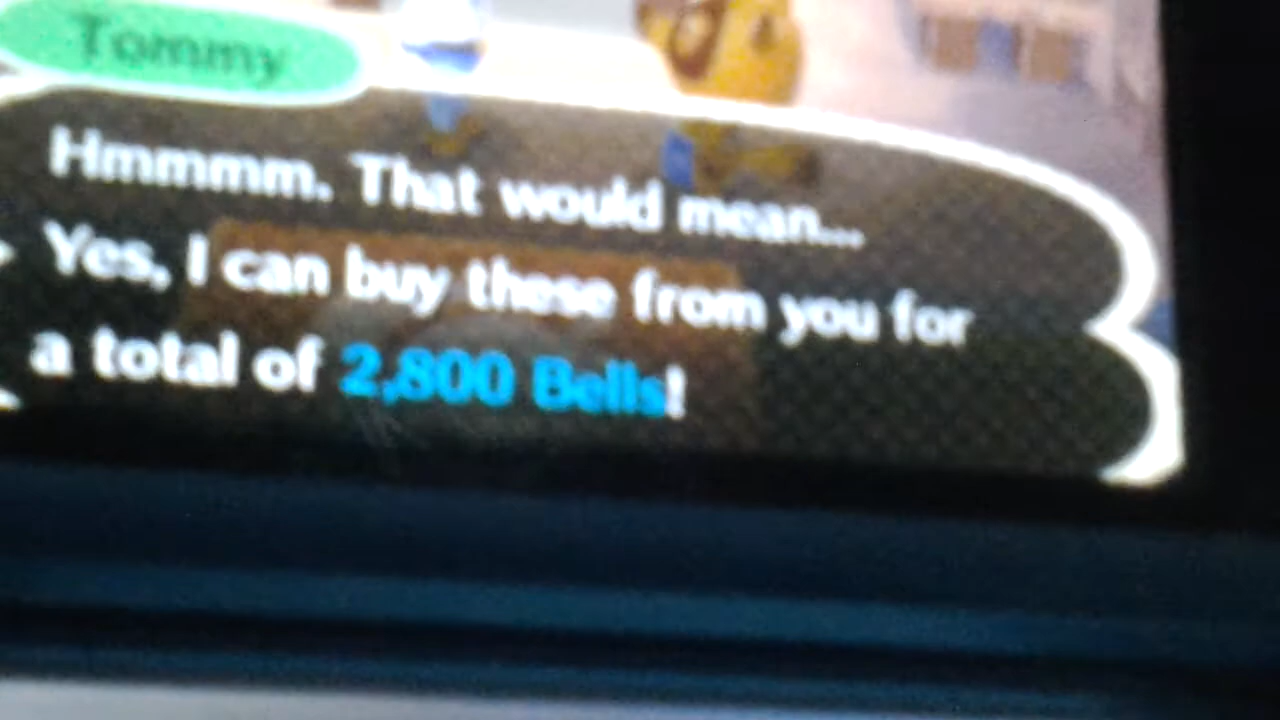 Tommy
Hmmmm. That would mean...
Yes, I can buy these from you for
a total of 2,800 Bells!